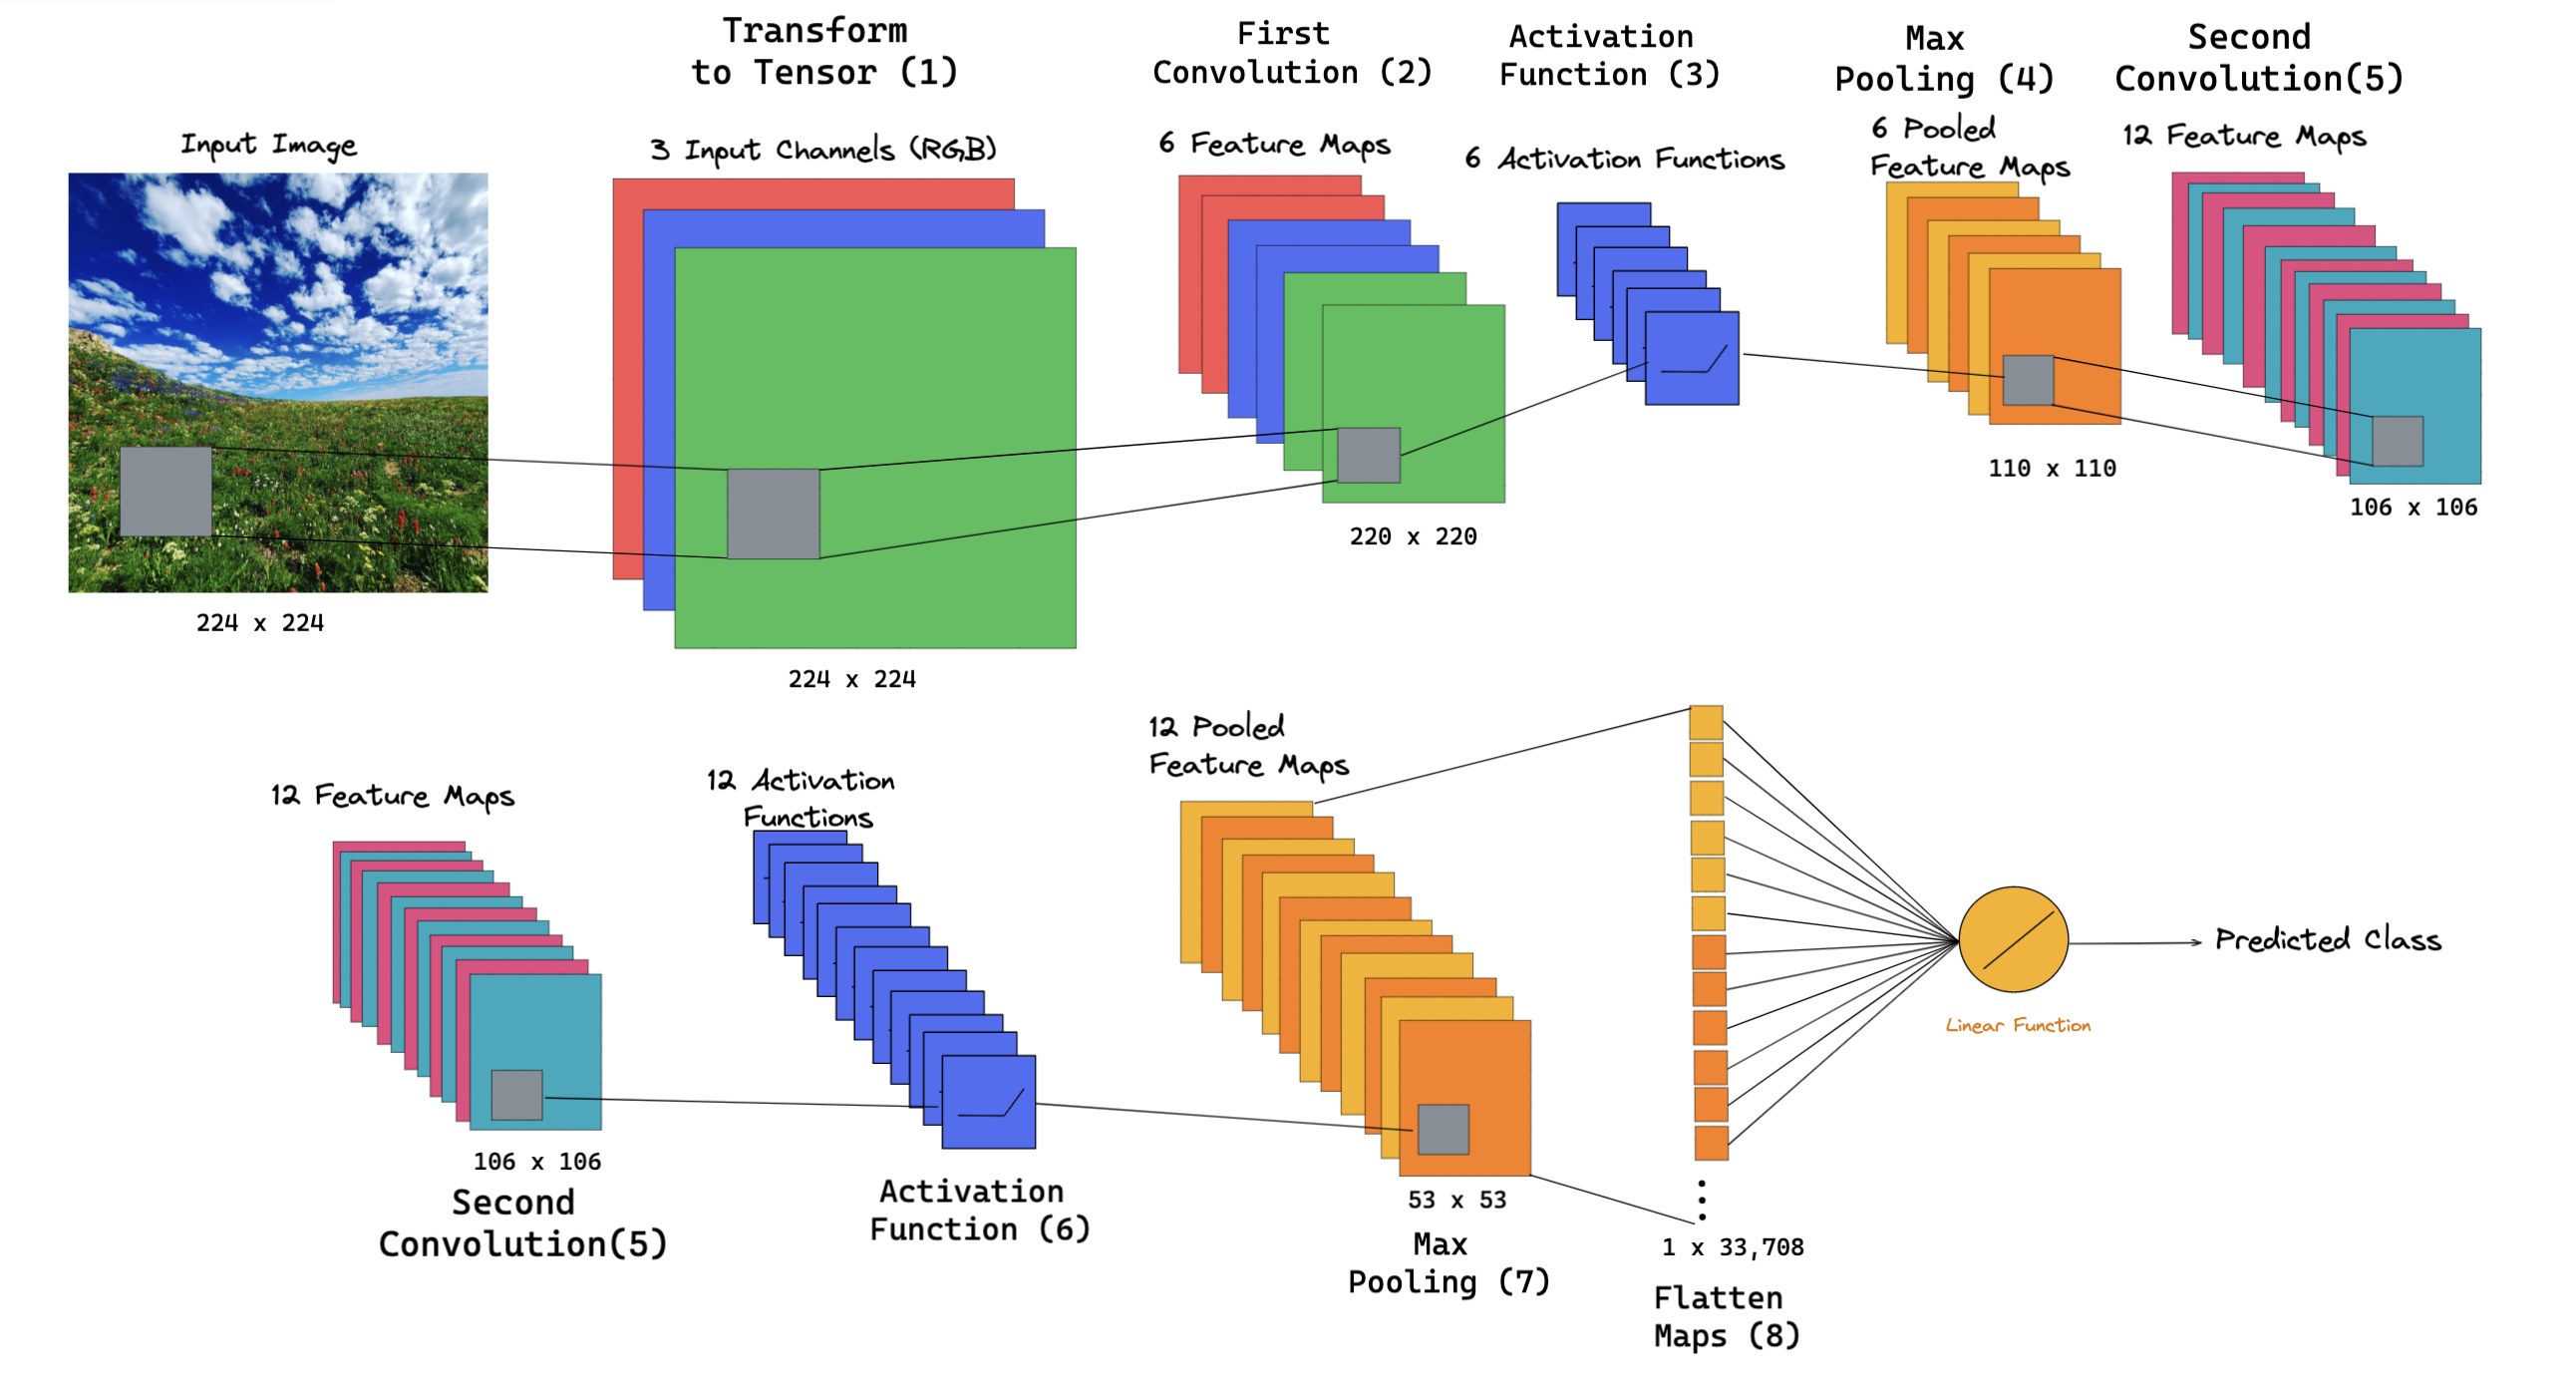 Transform
to Tensor (1)
First
Convolution (2)
Activation
Function (3)
Max
Pooling (4)
Second
Convolution(5)
Input Image
3 Input Channels (RGB)
6 Feature Maps
6 Activation Functions
6 Pooled
Feature Maps
12 Feature Maps
224 x 224
224 x 224
220 x 220
110 x 110
106 x 106
12 Feature Maps
12 Activation
Functions
12 Pooled
Feature Maps
106 x 106
Second
Convolution(5)
Activation
Function (6)
53 x 53
Max
Pooling (7)
1 x 33,708
Flatten
Maps (8)
Linear Function
Predicted Class